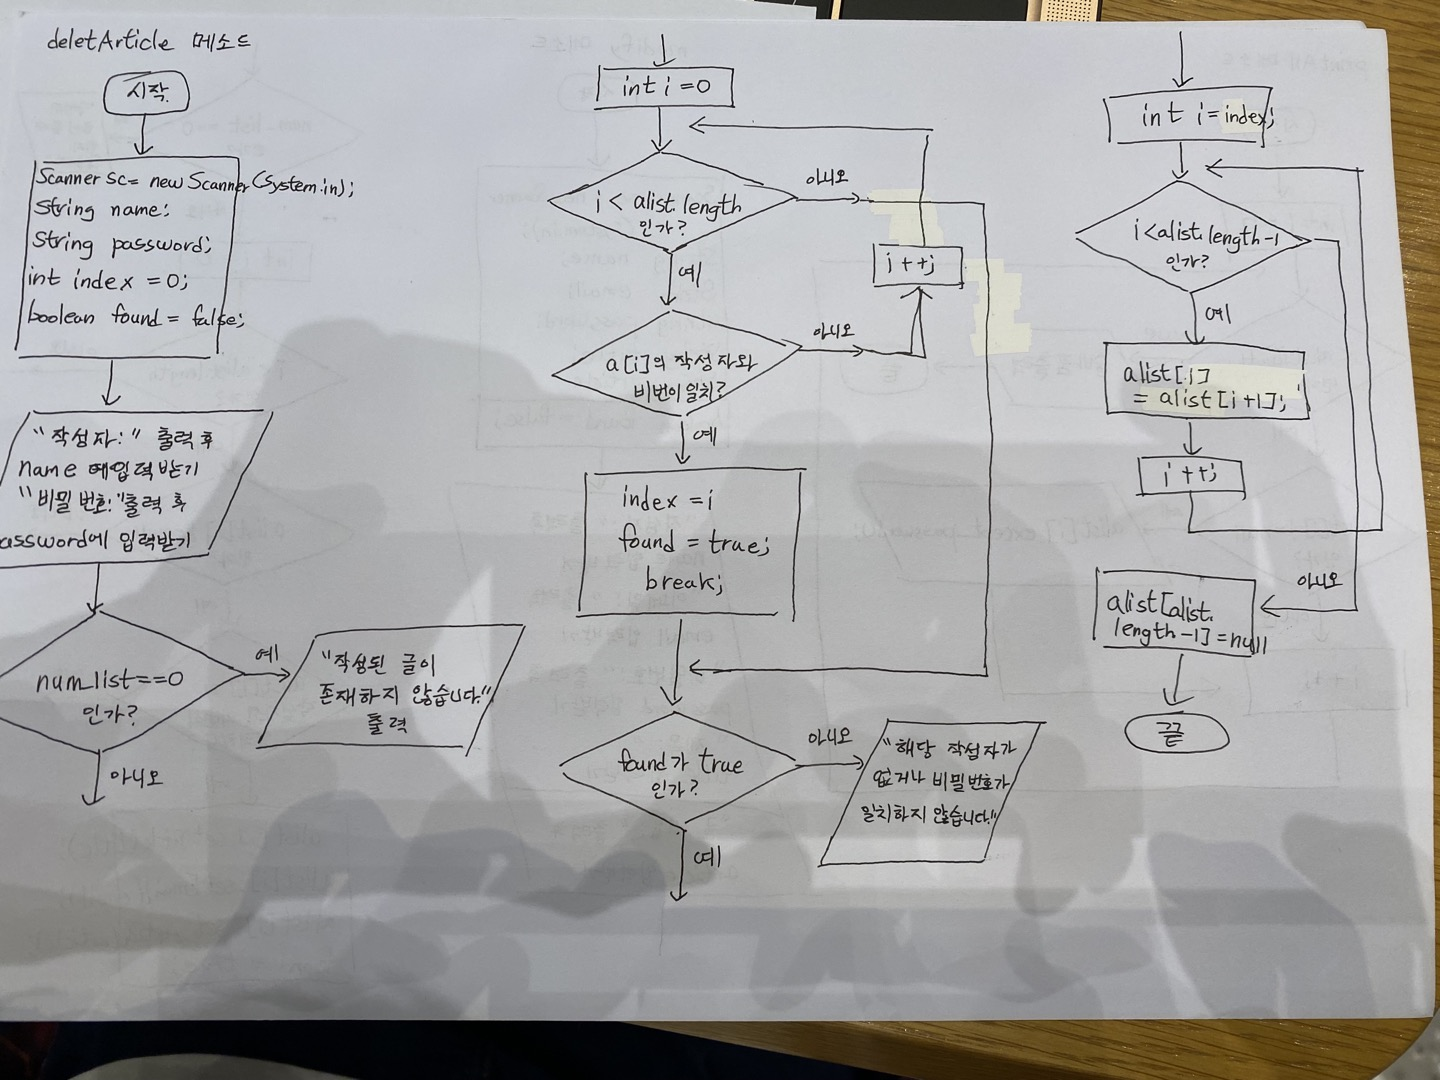 deletArticle 메소드
시작
Scanner sc= new Scanner(System.in);
String name;
String password;
int index = 0;
boolean found = false;
"작성자:" 출력 후
name 에입력받기
"비밀 번호:"출력 후
assword에 입력받기
num_list==0
인가?
예
"작성된 글이
존재하지 않습니다."
출력
아니오
int i =0
i < alist.length
인가?
아니오
예
i++;
a[i]의 작성자와
비번이일치?
아니오
예
index = i
found = true;
break;
found가 true
인가?
아니오
"해당 작성자가
없거나 비밀번호가
일치하지 않습니다."
예
int i = index;
i<alist.length-1
인가?
예
alist[i]
= alist[i+1];
i++;
아니오
alist[alist.
length-1]=null
끝